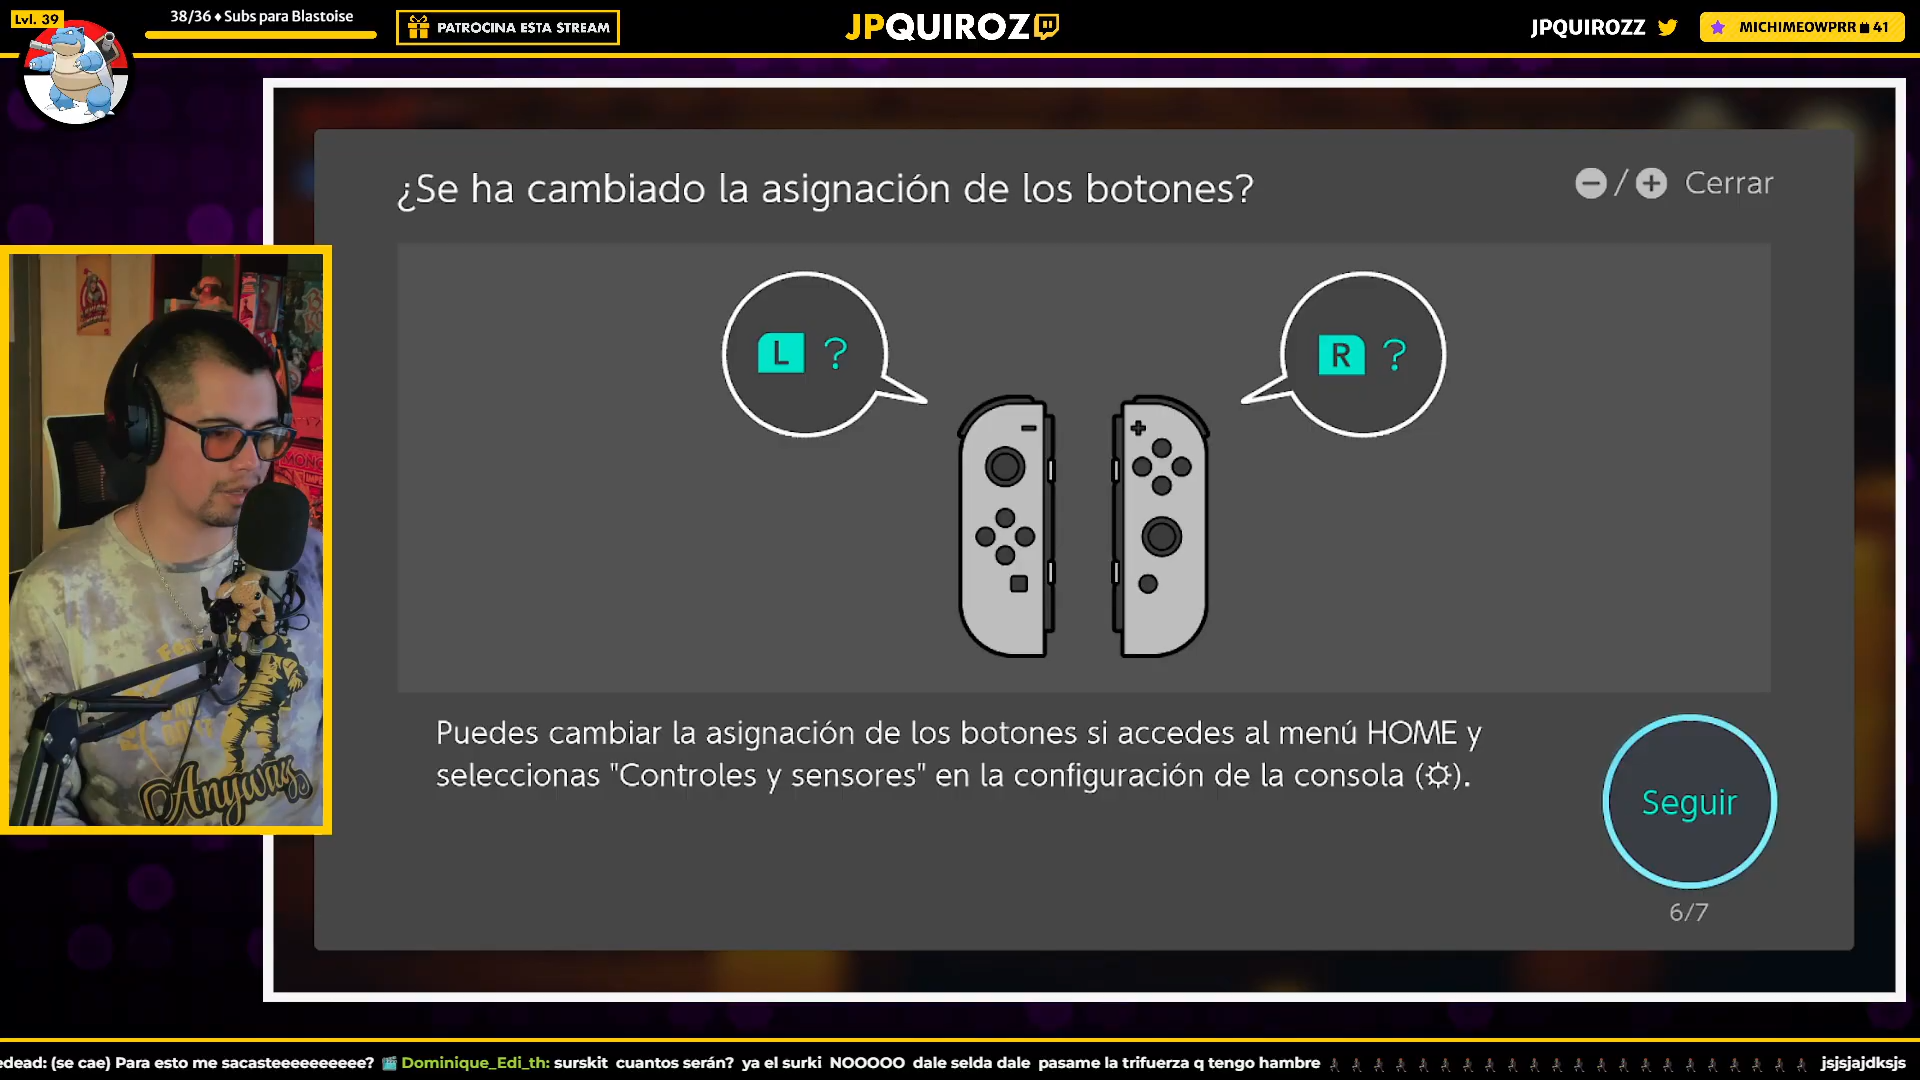 Lvl. 39
38/36 ♦ Subs para Blastoise
PATROCINA ESTA STREAM
JPQUIROZ
JPQUIROZZ
MICHIMEOWPRR 41
¿Se ha cambiado la asignación de los botones?
−/+ Cerrar
L ?
R ?
Puedes cambiar la asignación de los botones si accedes al menú HOME y
seleccionas "Controles y sensores" en la configuración de la consola (☼).
Seguir
6/7
Anyway
edead: (se cae) Para esto me sacasteeeeeeeeee? Dominique_Edi_th: surskit cuantos serán? ya el surki NOOOOO dale selda dale pasame la trifuerza q tengo hambre jsjsjajdksjs